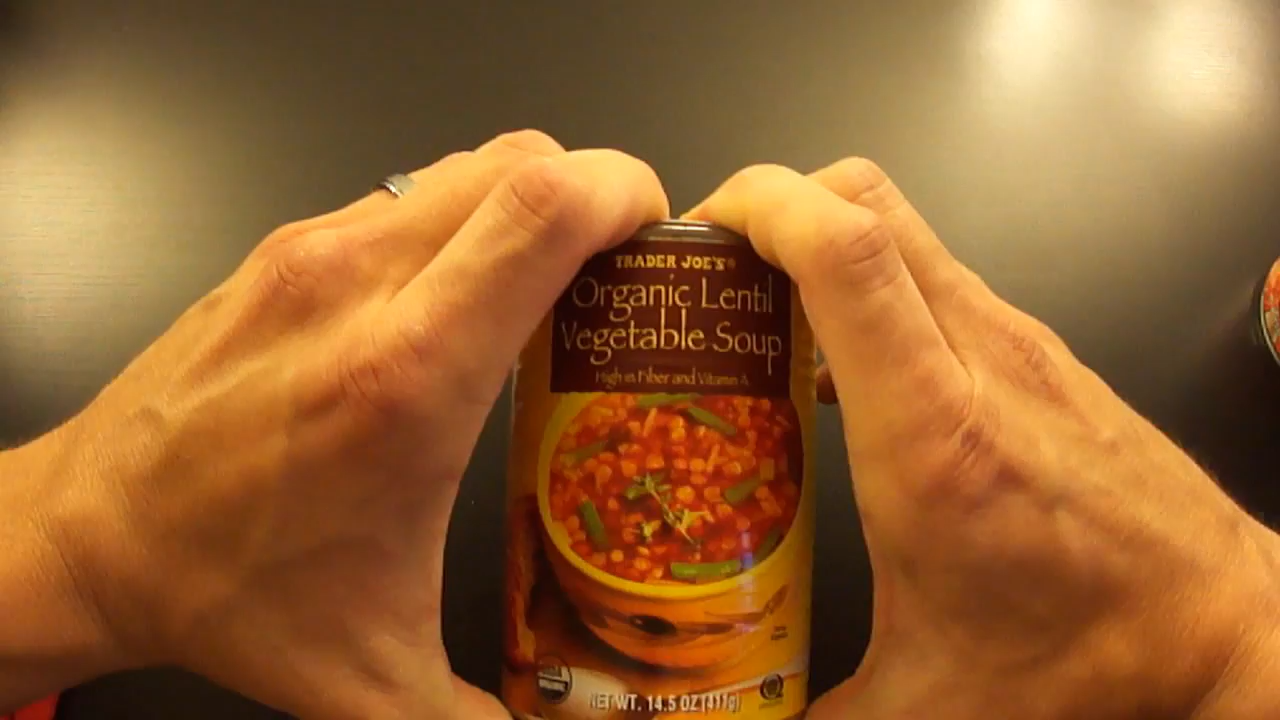 TRADER JOE'S®
Organic Lentil
Vegetable Soup
High in Fiber and Vitamin A
NET WT. 14.5 OZ (411g)